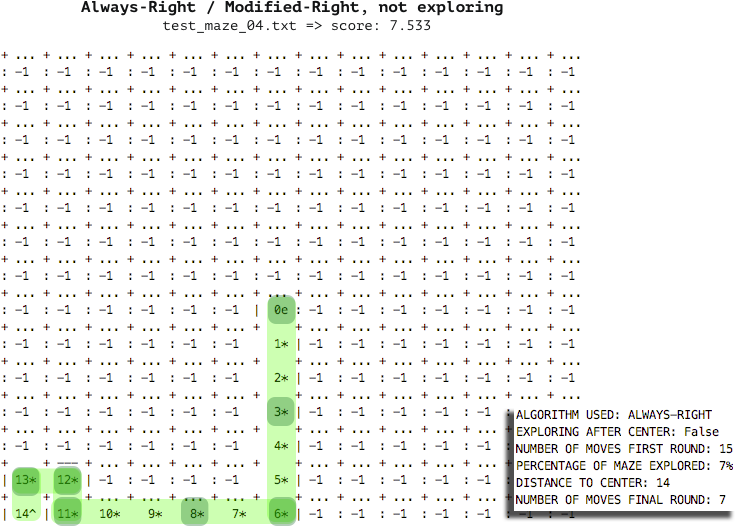 Always-Right / Modified-Right, not exploring
test_maze_04.txt => score: 7.533
+ ... + ... + ... + ... + ... + ... + ... + ... + ... + ... + ... + ... + ... + ...
: -1 : -1 : -1 : -1 : -1 : -1 : -1 : -1 : -1 : -1 : -1 : -1 : -1 : -1
+ ... + ... + ... + ... + ... + ... + ... + ... + ... + ... + ... + ... + ... + ...
: -1 : -1 : -1 : -1 : -1 : -1 : -1 : -1 : -1 : -1 : -1 : -1 : -1 : -1
+ ... + ... + ... + ... + ... + ... + ... + ... + ... + ... + ... + ... + ... + ...
: -1 : -1 : -1 : -1 : -1 : -1 : -1 : -1 : -1 : -1 : -1 : -1 : -1 : -1
+ ... + ... + ... + ... + ... + ... + ... + ... + ... + ... + ... + ... + ... + ...
: -1 : -1 : -1 : -1 : -1 : -1 : -1 : -1 : -1 : -1 : -1 : -1 : -1 : -1
+ ... + ... + ... + ... + ... + ... + ... + ... + ... + ... + ... + ... + ... + ...
: -1 : -1 : -1 : -1 : -1 : -1 : -1 : -1 : -1 : -1 : -1 : -1 : -1 : -1
+ ... + ... + ... + ... + ... + ... + ... + ... + ... + ... + ... + ... + ... + ...
: -1 : -1 : -1 : -1 : -1 : -1 : -1 : -1 : -1 : -1 : -1 : -1 : -1 : -1
+ ... + ... + ... + ... + ... + ... + ... + ... + ... + ... + ... + ... + ... + ...
: -1 : -1 : -1 : -1 : -1 : -1 : -1 : -1 : -1 : -1 : -1 : -1 : -1 : -1
+ ... + ... + ... + ... + ... + ... + ... + ... + ... + ... + ... + ... + ... + ...
: -1 : -1 : -1 : -1 : -1 : -1 | 0e : -1 : -1 : -1 : -1 : -1 : -1 : -1
+ ... + ... + ... + ... + ... + ... + + ... + ... + ... + ... + ... + ... + ...
: -1 : -1 : -1 : -1 : -1 : -1 1* | -1 : -1 : -1 : -1 : -1 : -1 : -1
+ ... + ... + ... + ... + ... + ... + + ... + ... + ... + ... + ... + ... + ...
: -1 : -1 : -1 : -1 : -1 : -1 2* | -1 : -1 : -1 : -1 : -1 : -1 : -1
+ ... + ... + ... + ... + ... + ... + + ... + ... + ... + ... + ... + ... + ...
: -1 : -1 : -1 : -1 : -1 : -1 3* | -1 : -1 : -1 : -1 : -1
+ ... + ... + ... + ... + ... + ... + + ... + ... + ... + ... + ...
: -1 : -1 : -1 : -1 : -1 : -1 4* | -1 : -1 : -1 : -1 : -1
+ + ___ + ... + ... + ... + ... + + ... + ... + ... + ... + ...
| 13* 12* | -1 : -1 : -1 : -1 5* | -1 : -1 : -1 : -1 : -1
+ + + ... + ... + ... + ... + + ... + ... + ... + ... + ...
| 14^ | 11* 10* 9* 8* 7* 6* | -1 : -1 : -1 : -1 : -1
ALGORITHM USED: ALWAYS-RIGHT
EXPLORING AFTER CENTER: False
NUMBER OF MOVES FIRST ROUND: 15
PERCENTAGE OF MAZE EXPLORED: 7%
DISTANCE TO CENTER: 14
NUMBER OF MOVES FINAL ROUND: 7